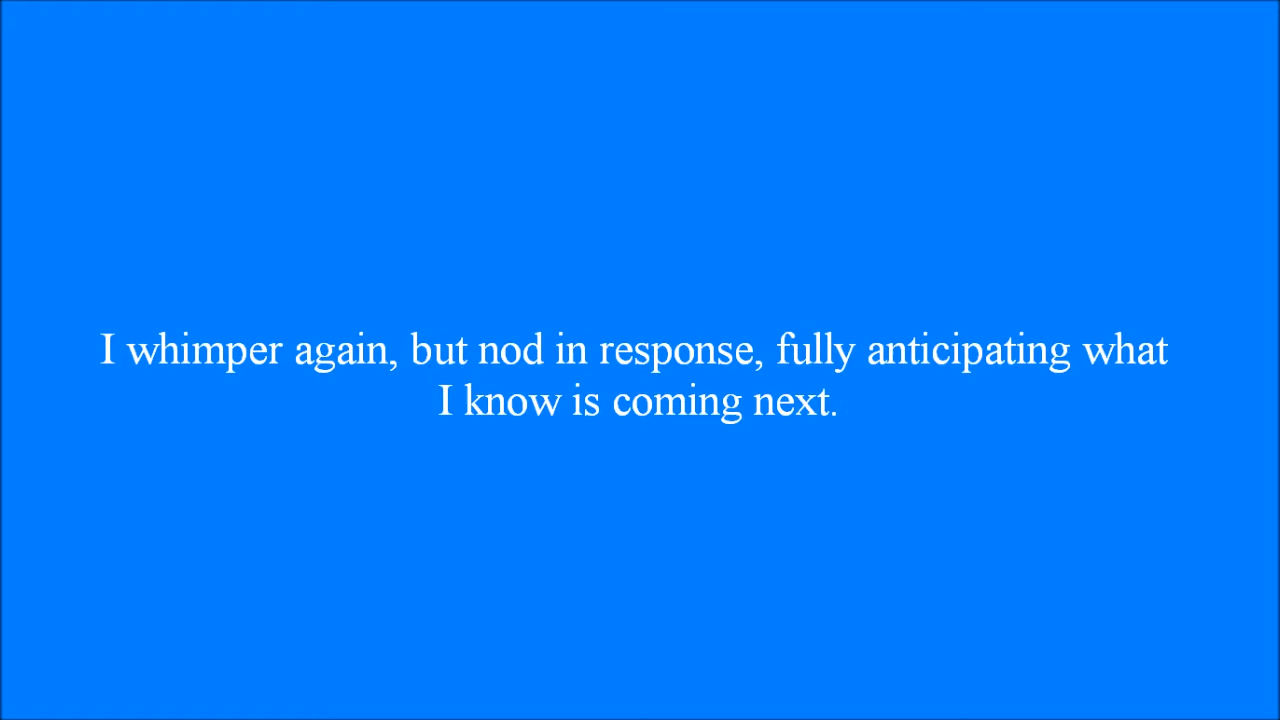 I whimper again, but nod in response, fully anticipating what
I know is coming next.